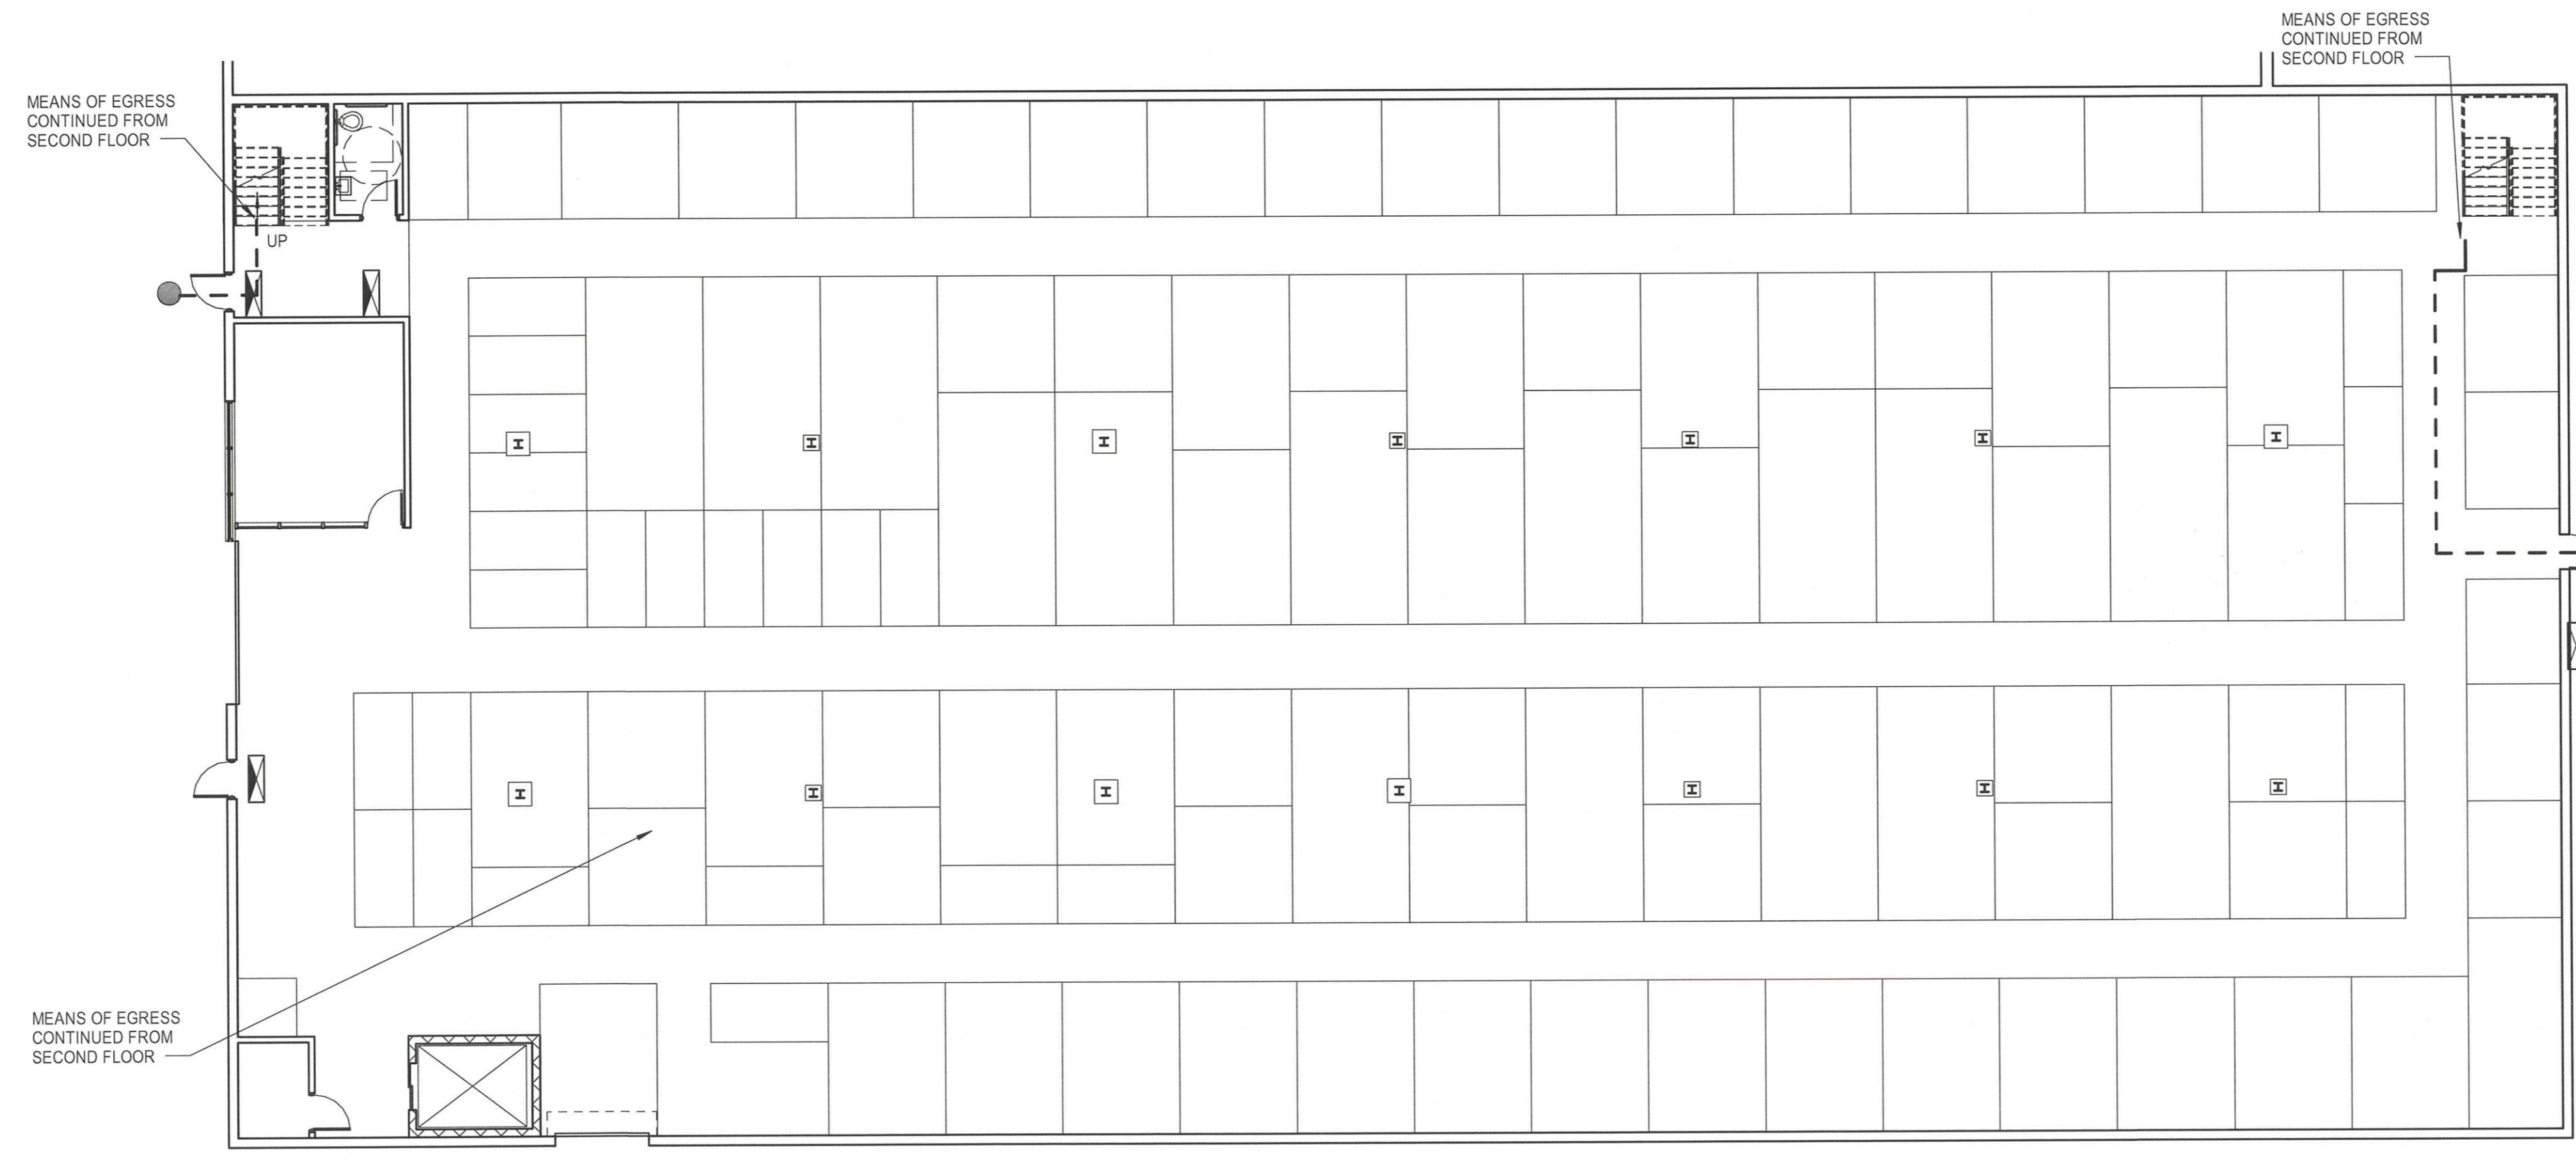 MEANS OF EGRESS
CONTINUED FROM
SECOND FLOOR
MEANS OF EGRESS
CONTINUED FROM
SECOND FLOOR
UP
MEANS OF EGRESS
CONTINUED FROM
SECOND FLOOR